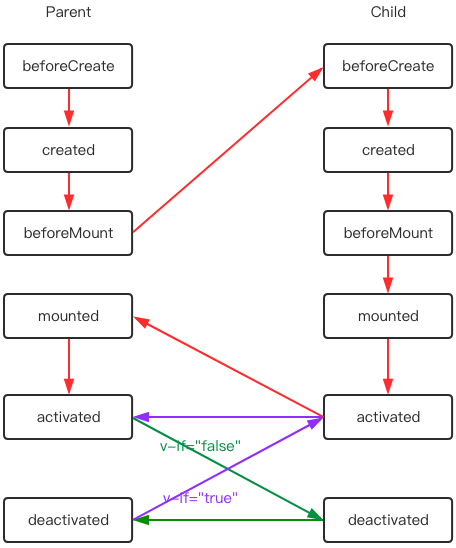 Parent Child
beforeCreate beforeCreate
created created
beforeMount beforeMount
mounted mounted
activated activated
v-if="false"
v-if="true"
deactivated deactivated